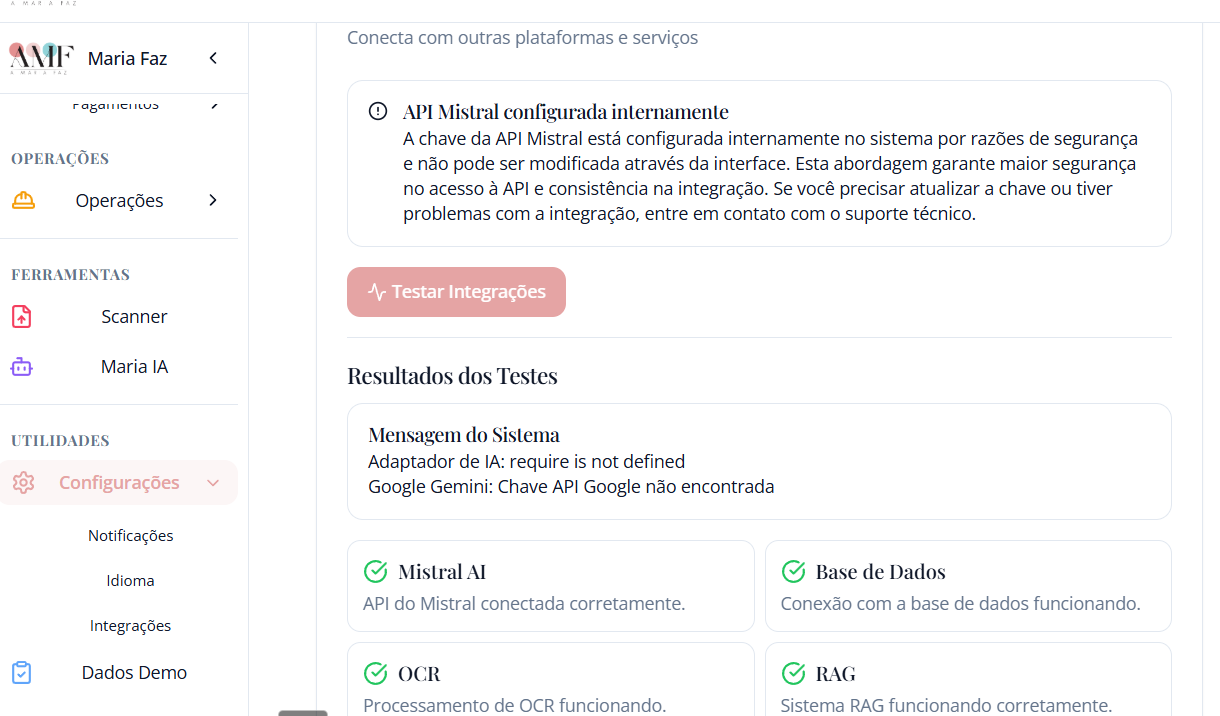 A MAR A FAZ
AMF
A MAR A FAZ
Maria Faz
Pagamentos
OPERAÇÕES
Operações
FERRAMENTAS
Scanner
Maria IA
UTILIDADES
Configurações
Notificações
Idioma
Integrações
Dados Demo
Conecta com outras plataformas e serviços
API Mistral configurada internamente
A chave da API Mistral está configurada internamente no sistema por razões de segurança
e não pode ser modificada através da interface. Esta abordagem garante maior segurança
no acesso à API e consistência na integração. Se você precisar atualizar a chave ou tiver
problemas com a integração, entre em contato com o suporte técnico.
Testar Integrações
Resultados dos Testes
Mensagem do Sistema
Adaptador de IA: require is not defined
Google Gemini: Chave API Google não encontrada
Mistral AI
API do Mistral conectada corretamente.
Base de Dados
Conexão com a base de dados funcionando.
OCR
Processamento de OCR funcionando.
RAG
Sistema RAG funcionando corretamente.